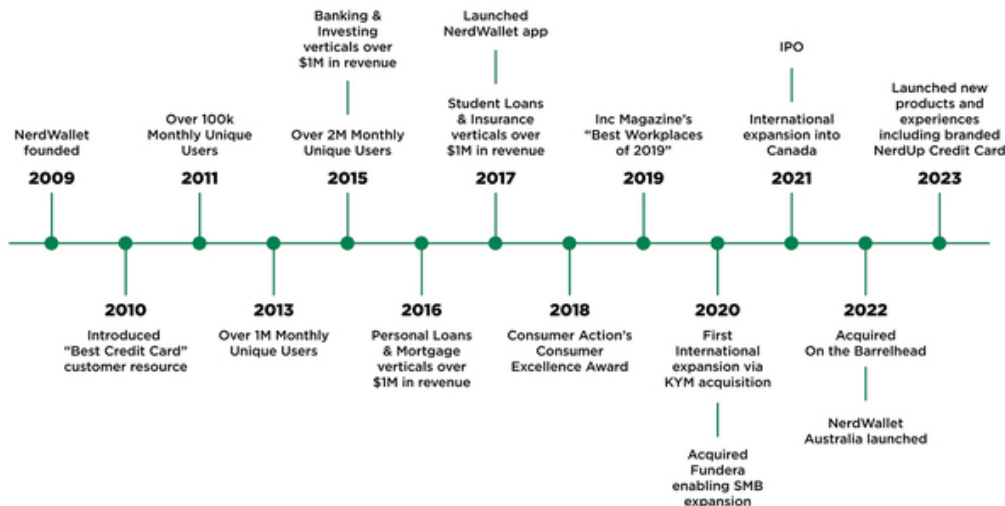 NerdWallet
founded
2009
Over 100k
Monthly Unique
Users
2011
Banking &
Investing
verticals over
$1M in revenue
Over 2M Monthly
Unique Users
2015
Launched
NerdWallet app
Student Loans
& Insurance
verticals over
$1M in revenue
2017
Inc Magazine's
"Best Workplaces
of 2019"
2019
IPO
International
expansion into
Canada
2021
Launched new
products and
experiences
including branded
NerdUp Credit Card
2023
2010
Introduced
"Best Credit Card"
customer resource
2013
Over 1M Monthly
Unique Users
2016
Personal Loans
& Mortgage
verticals over
$1M in revenue
2018
Consumer Action's
Consumer
Excellence Award
2020
First
International
expansion via
KYM acquisition
Acquired
Fundera
enabling SMB
expansion
2022
Acquired
On the Barrelhead
NerdWallet
Australia launched